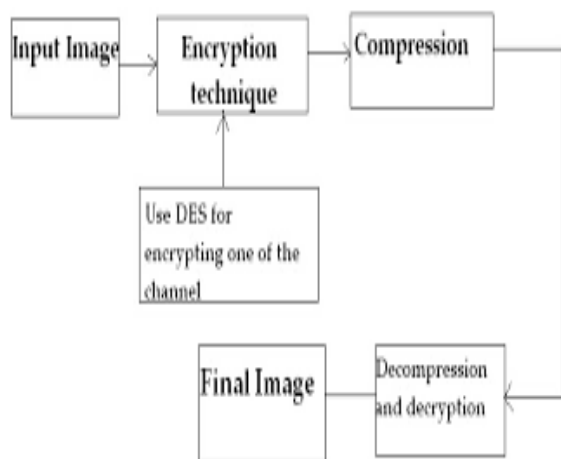 Input Image
Encryption
technique
Compression
Use DES for
encrypting one of the
channel
Final Image
Decompression
and decryption